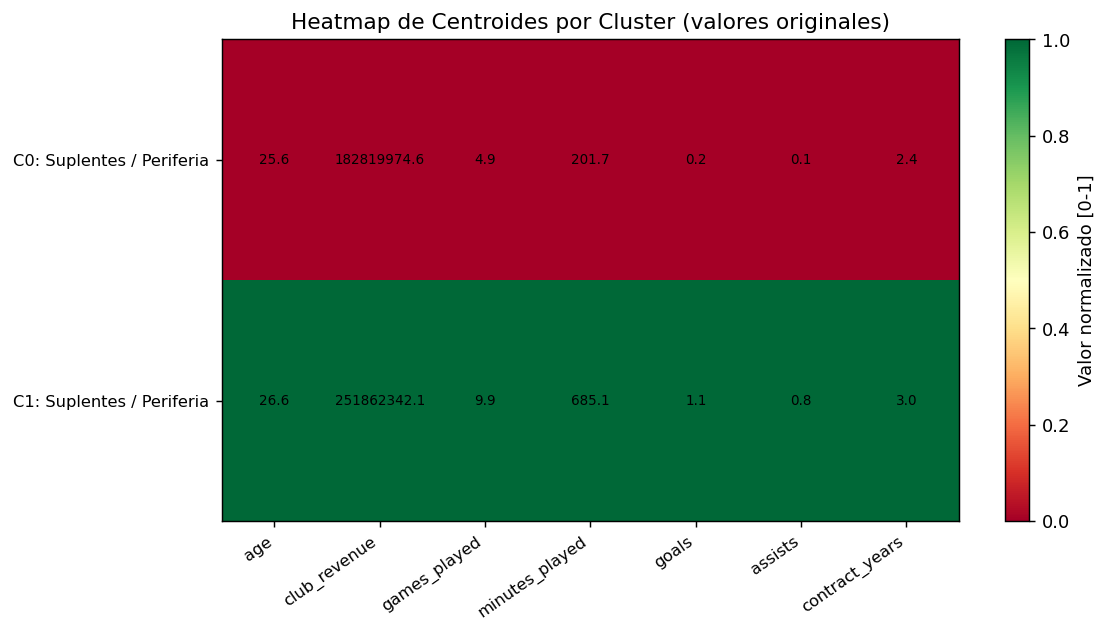 Heatmap de Centroides por Cluster (valores originales)
C0: Suplentes / Periferia
25.6 182819974.6 4.9 201.7 0.2 0.1 2.4
C1: Suplentes / Periferia
26.6 251862342.1 9.9 685.1 1.1 0.8 3.0
age
club_revenue
games_played
minutes_played
goals
assists
contract_years
1.0
0.8
0.6
0.4
0.2
0.0
Valor normalizado [0-1]